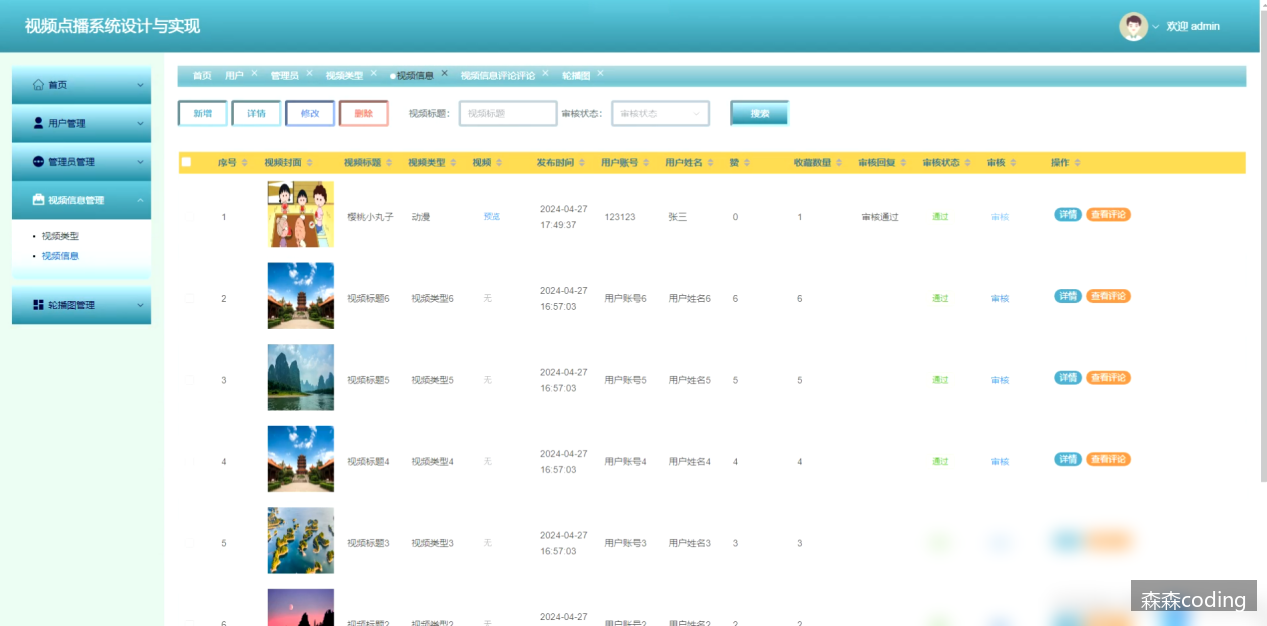 视频点播系统设计与实现
欢迎 admin
首页 用户 管理员 视频类型 视频信息 视频信息评论评论 轮播图
首页
用户管理
管理员管理
视频信息管理
视频类型
视频信息
轮播图管理
新增 详情 修改 删除 视频标题: 视频标题 审核状态: 审核状态 搜索
序号 视频封面 视频标题 视频类型 视频 发布时间 用户账号 用户姓名 赞 收藏数量 审核回复 审核状态 审核 操作
1 樱桃小丸子 动漫 预览 2024-04-27 17:49:37 123123 张三 0 1 审核通过 通过 审核 详情 查看评论
2 视频标题6 视频类型6 无 2024-04-27 16:57:03 用户账号6 用户姓名6 6 6 通过 审核 详情 查看评论
3 视频标题5 视频类型5 无 2024-04-27 16:57:03 用户账号5 用户姓名5 5 5 通过 审核 详情 查看评论
4 视频标题4 视频类型4 无 2024-04-27 16:57:03 用户账号4 用户姓名4 4 4 通过 审核 详情 查看评论
5 视频标题3 视频类型3 无 2024-04-27 16:57:03 用户账号3 用户姓名3 3 3
6 视频标题2 视频类型2 无 2024-04-27 用户账号2 用户姓名2 2 2
森森coding